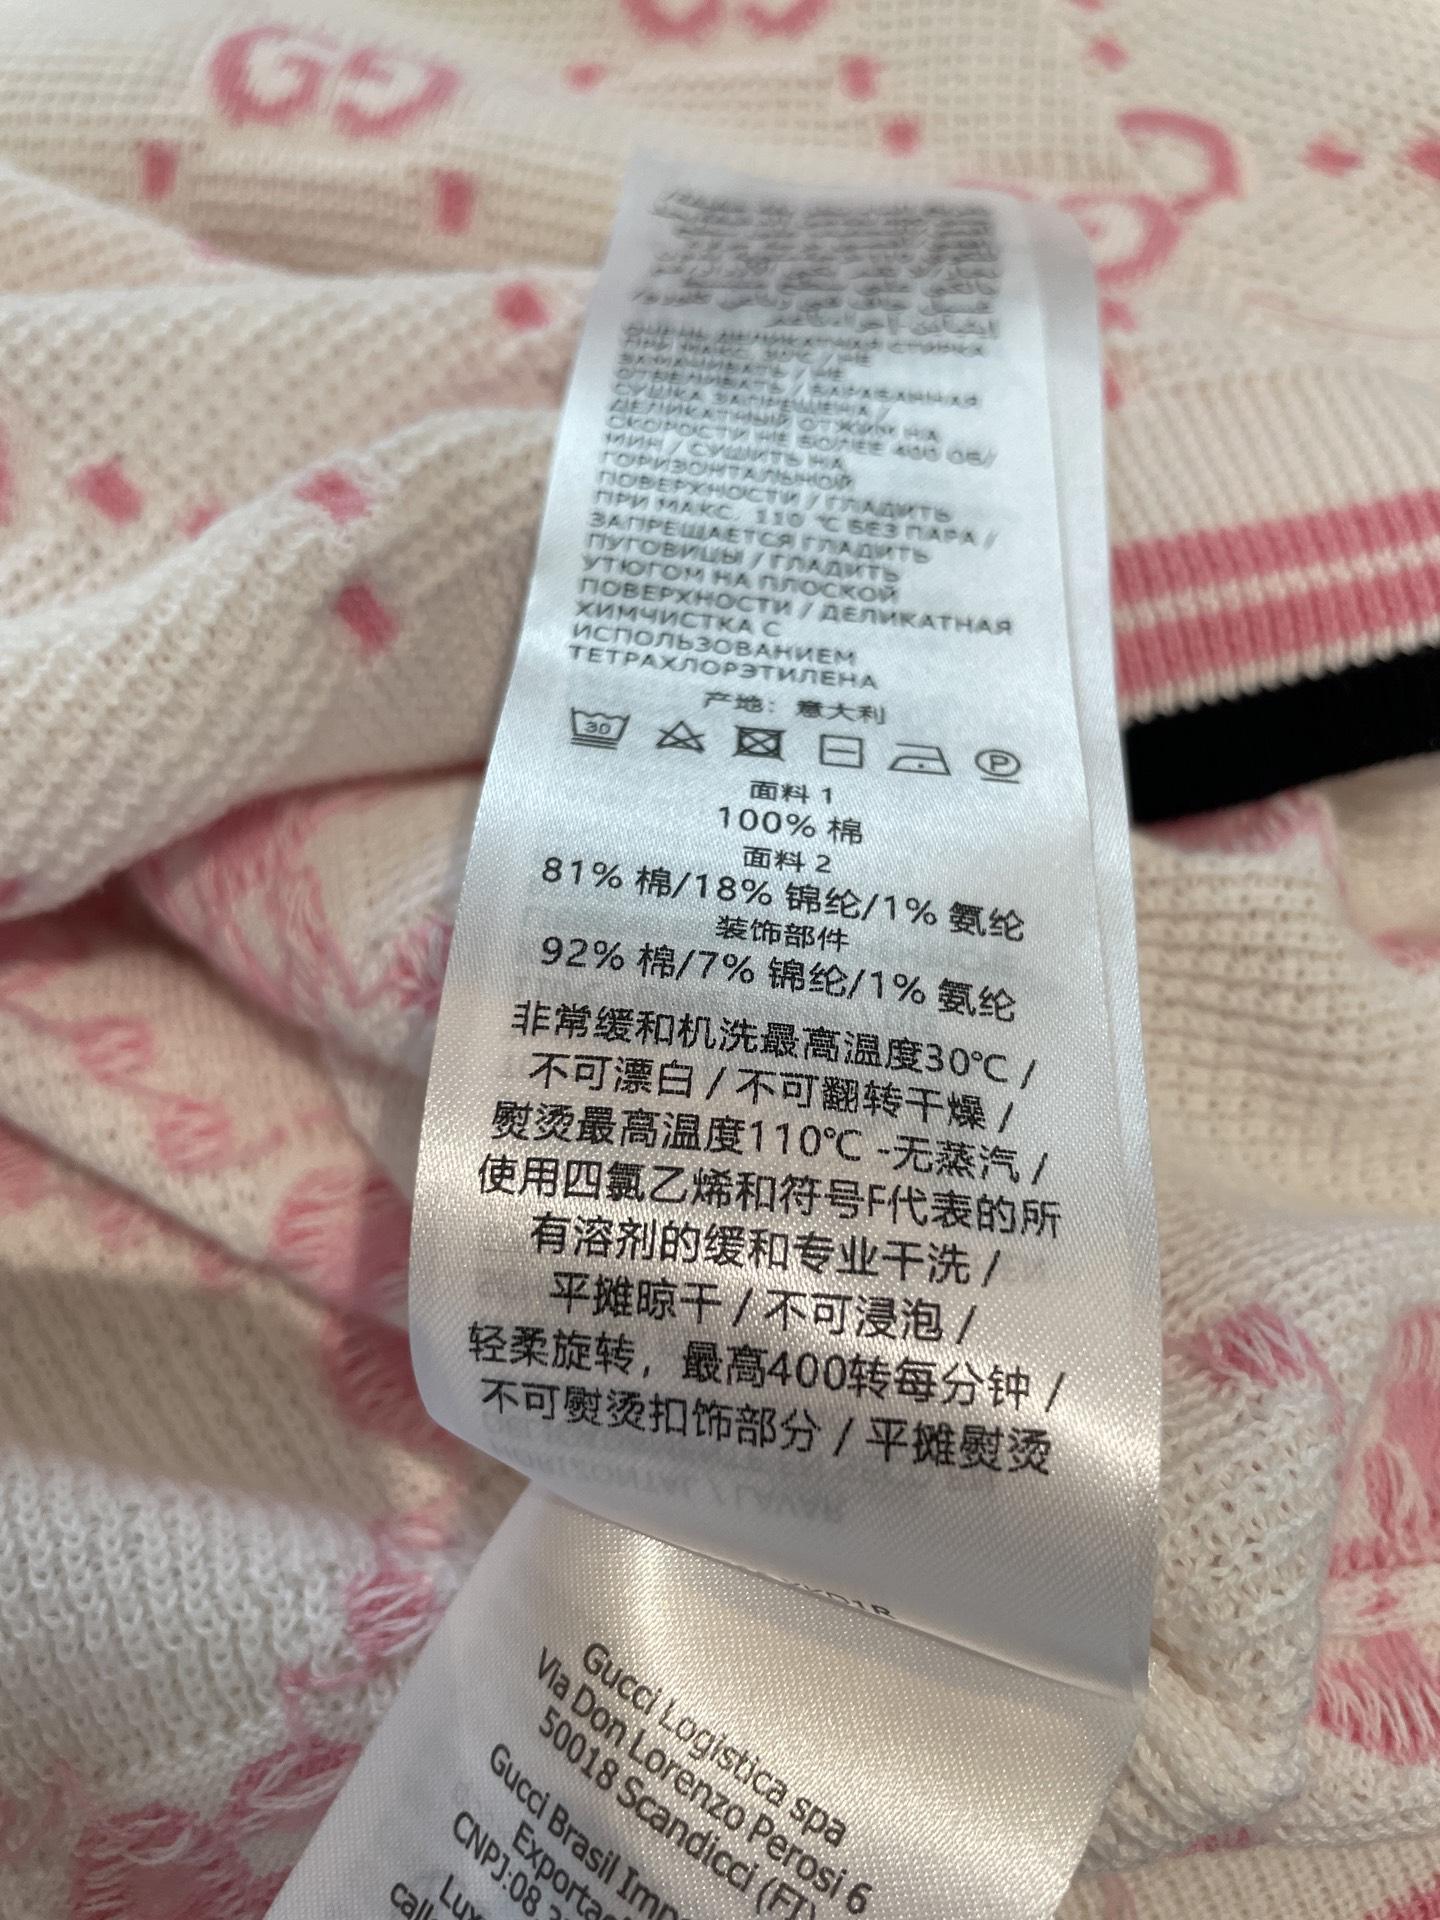 ПРИ МАКС. 30°C / НЕ
ЗАМАЧИВАТЬ / НЕ
ОТБЕЛИВАТЬ / БАРАБАННАЯ
СУШКА ЗАПРЕЩЕНА /
ДЕЛИКАТНЫЙ ОТЖИМ НА
СКОРОСТИ НЕ БОЛЕЕ 400 ОБ/
МИН / СУШИТЬ НА
ГОРИЗОНТАЛЬНОЙ
ПОВЕРХНОСТИ / ГЛАДИТЬ
ПРИ МАКС. 110 °C БЕЗ ПАРА /
ЗАПРЕЩАЕТСЯ ГЛАДИТЬ
ПУГОВИЦЫ / ГЛАДИТЬ
УТЮГОМ НА ПЛОСКОЙ
ПОВЕРХНОСТИ / ДЕЛИКАТНАЯ
ХИМЧИСТКА С
ИСПОЛЬЗОВАНИЕМ
ТЕТРАХЛОРЭТИЛЕНА
产地：意大利
30 P
面料 1
100% 棉
面料 2
81% 棉/18% 锦纶/1% 氨纶
装饰部件
92% 棉/7% 锦纶/1% 氨纶
非常缓和机洗最高温度30°C /
不可漂白 / 不可翻转干燥 /
熨烫最高温度110°C -无蒸汽 /
使用四氯乙烯和符号F代表的所
有溶剂的缓和专业干洗 /
平摊晾干 / 不可浸泡 /
轻柔旋转，最高400转每分钟 /
不可熨烫扣饰部分 / 平摊熨烫
Gucci Logistica spa
Via Don Lorenzo Perosi 6
50018 Scandicci (FI)
Gucci Brasil
CNPJ:08